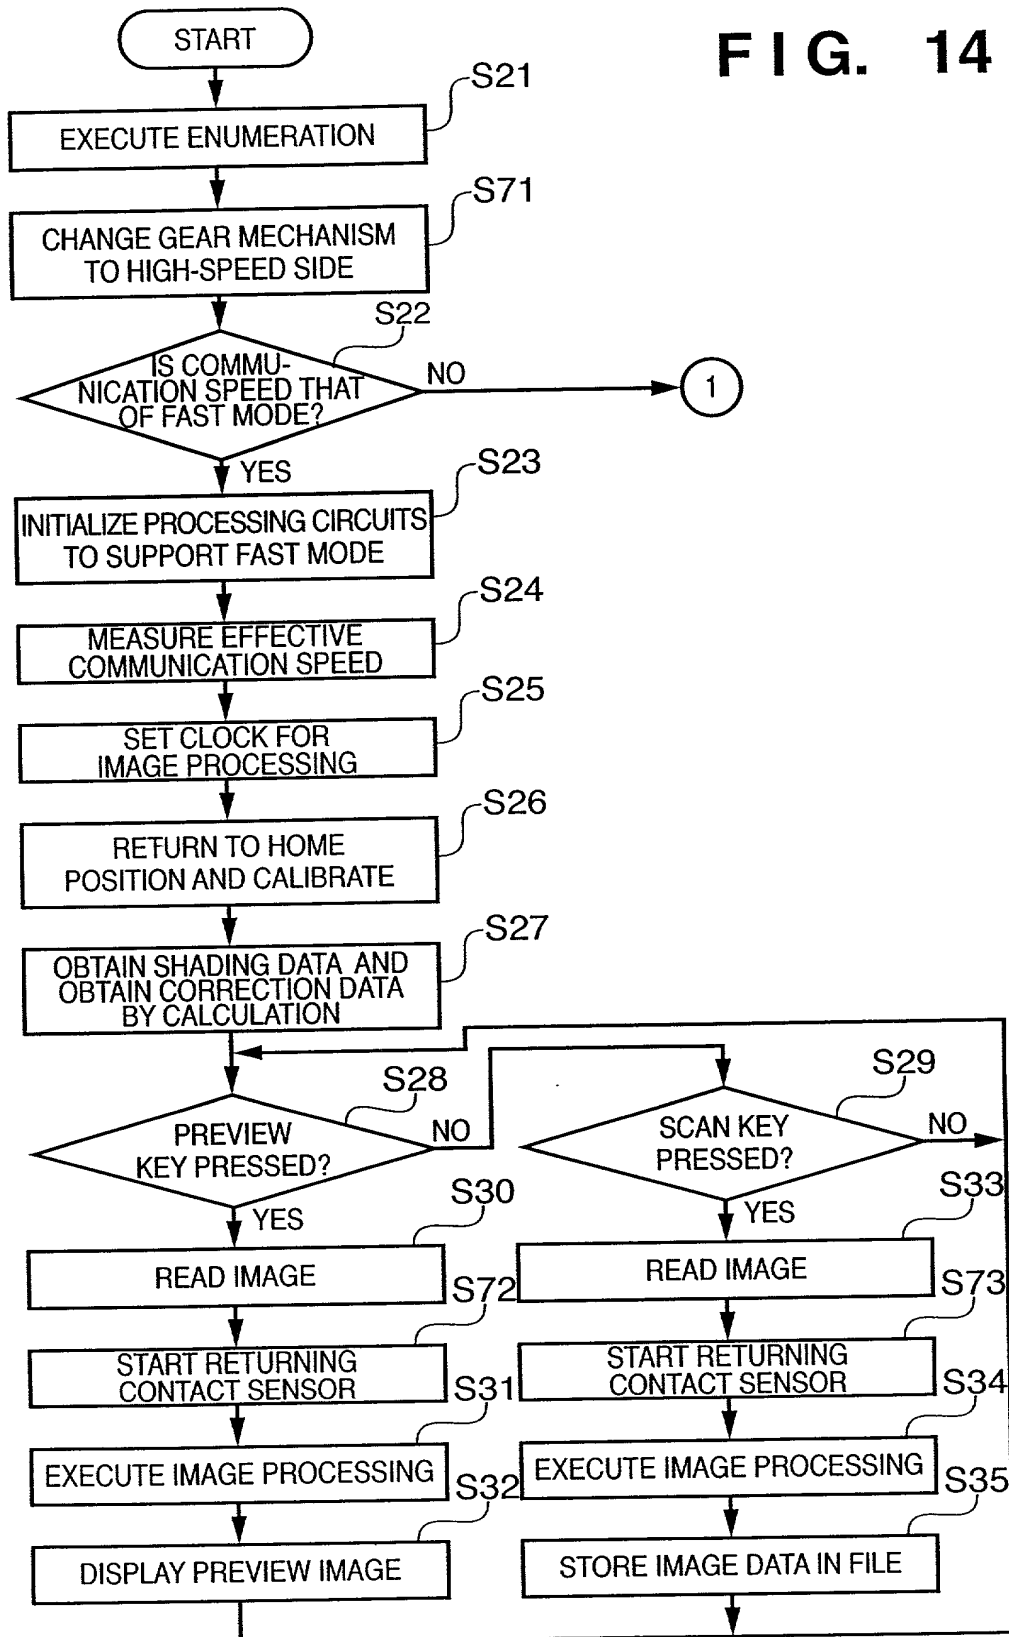 START
FIG. 14
S21
EXECUTE ENUMERATION
S71
CHANGE GEAR MECHANISM
TO HIGH-SPEED SIDE
S22
IS COMMU-
NICATION SPEED THAT
OF FAST MODE?
NO
1
YES
S23
INITIALIZE PROCESSING CIRCUITS
TO SUPPORT FAST MODE
S24
MEASURE EFFECTIVE
COMMUNICATION SPEED
S25
SET CLOCK FOR
IMAGE PROCESSING
S26
RETURN TO HOME
POSITION AND CALIBRATE
S27
OBTAIN SHADING DATA AND
OBTAIN CORRECTION DATA
BY CALCULATION
S28
PREVIEW
KEY PRESSED?
NO
S29
SCAN KEY
PRESSED?
NO
YES
S30
READ IMAGE
S72
START RETURNING
CONTACT SENSOR
S31
EXECUTE IMAGE PROCESSING
S32
DISPLAY PREVIEW IMAGE
YES
S33
READ IMAGE
S73
START RETURNING
CONTACT SENSOR
S34
EXECUTE IMAGE PROCESSING
S35
STORE IMAGE DATA IN FILE